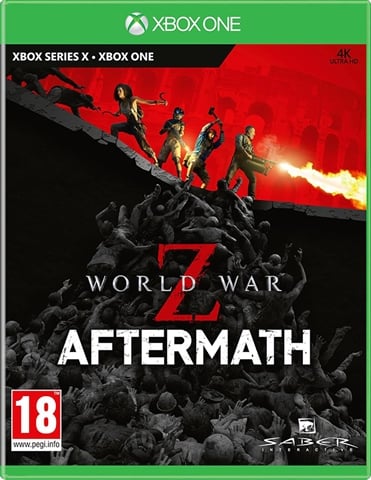 XBOX ONE
XBOX SERIES X • XBOX ONE
4K
ULTRA HD
Z
WORLD WAR
AFTERMATH
18
www.pegi.info
SABER
INTERACTIVE